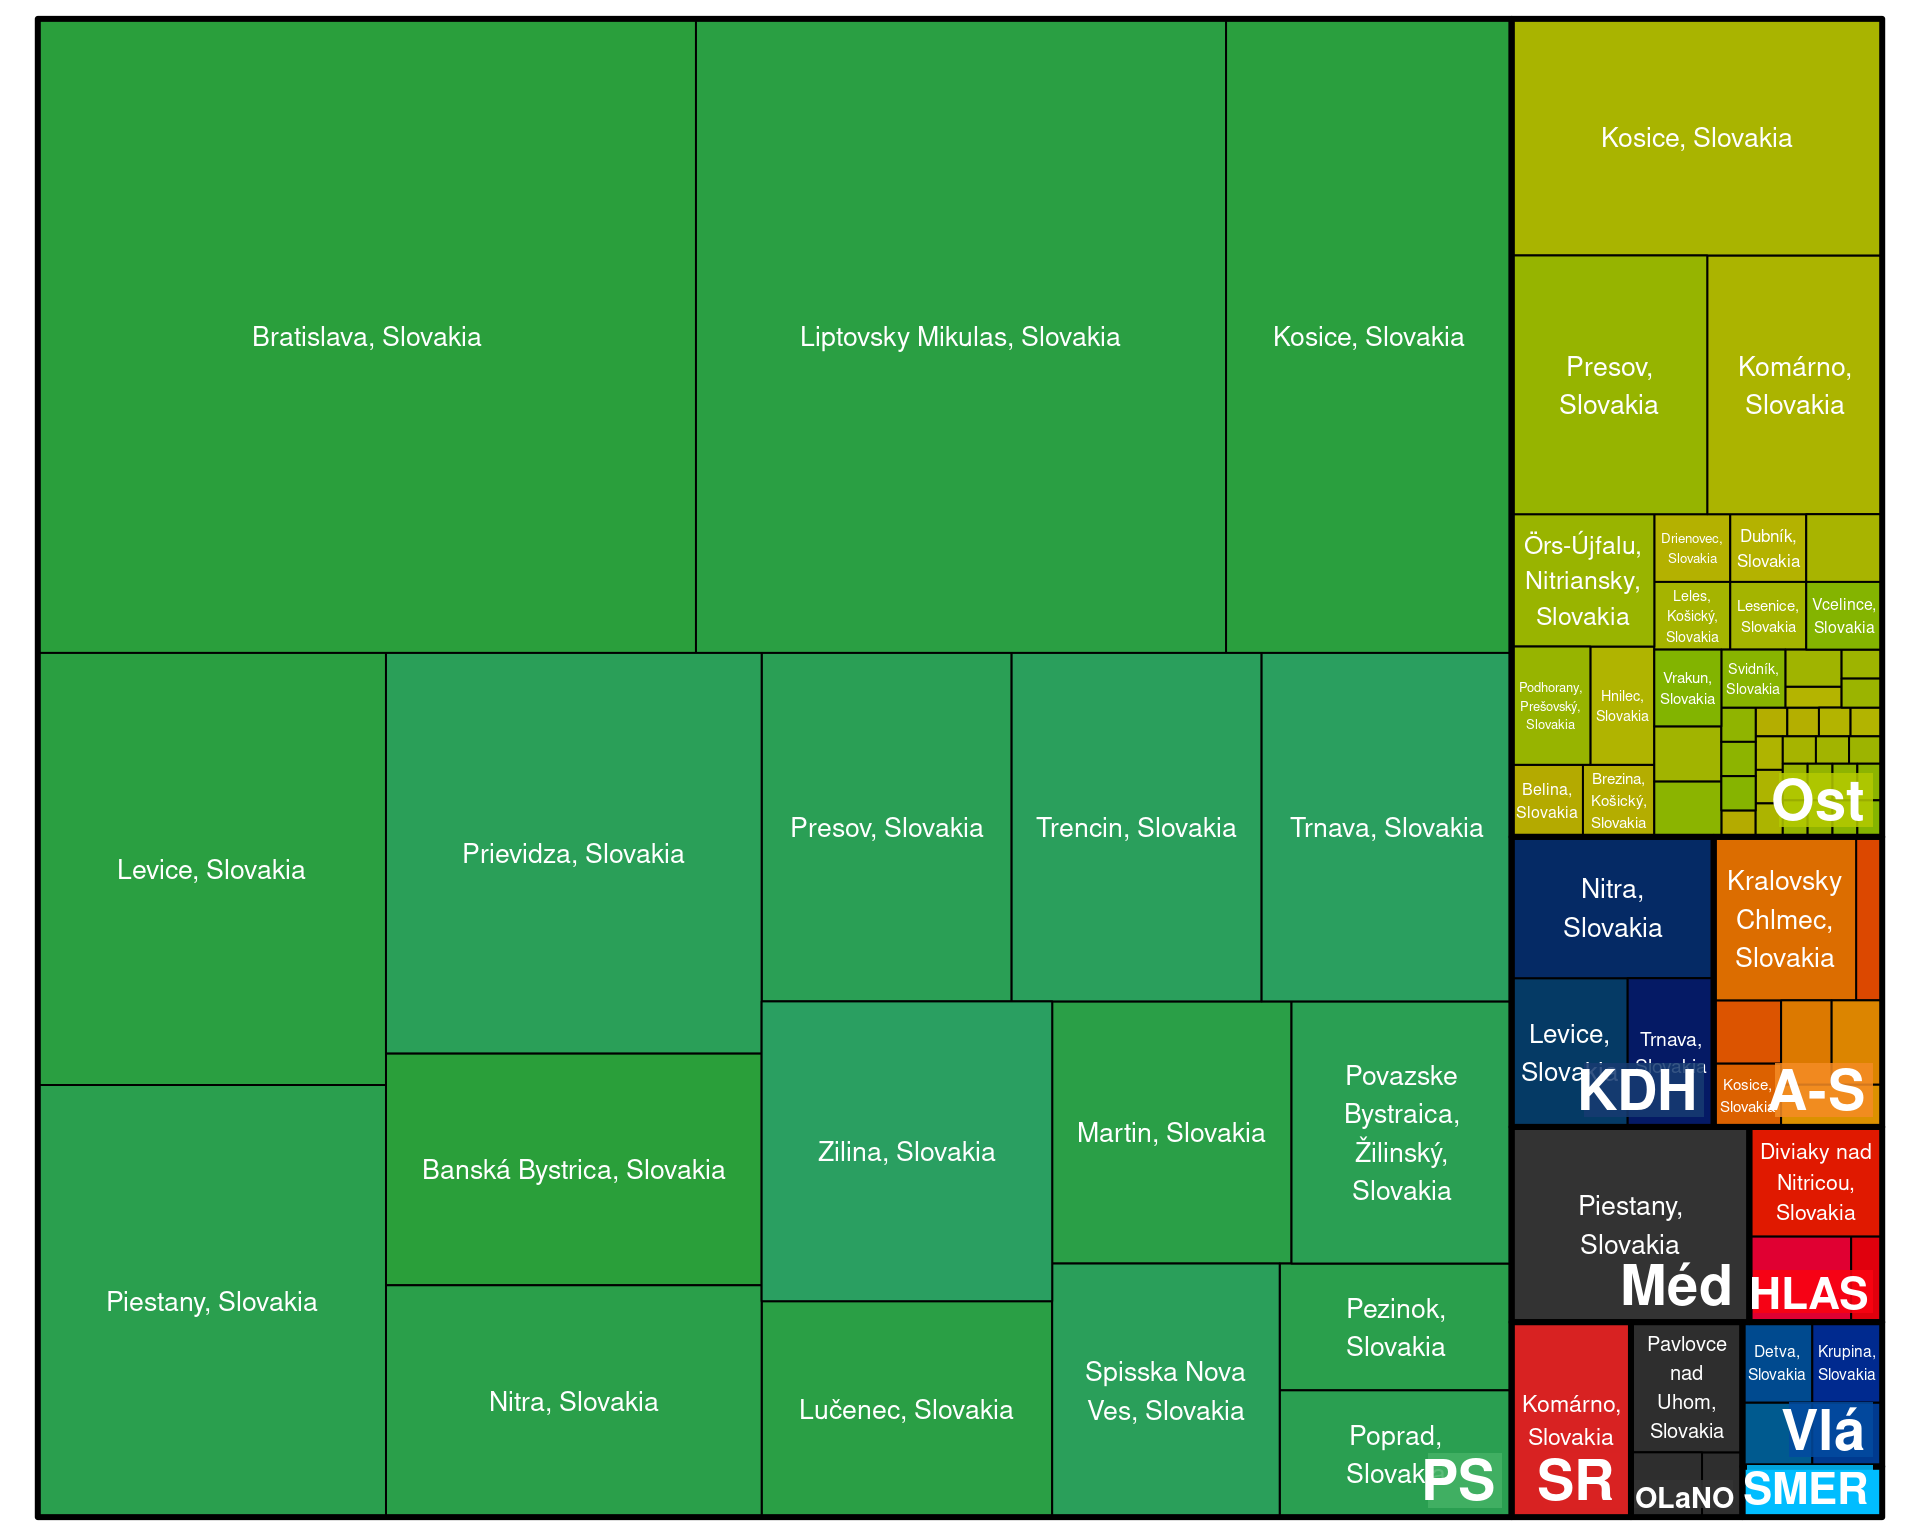 Bratislava, Slovakia
Liptovsky Mikulas, Slovakia
Kosice, Slovakia
Levice, Slovakia
Prievidza, Slovakia
Presov, Slovakia
Trencin, Slovakia
Trnava, Slovakia
Piestany, Slovakia
Banská Bystrica, Slovakia
Nitra, Slovakia
Zilina, Slovakia
Lučenec, Slovakia
Martin, Slovakia
Povazske
Bystraica,
Žilinský,
Slovakia
Spisska Nova
Ves, Slovakia
Pezinok,
Slovakia
Poprad,
Slovakia
PS
Kosice, Slovakia
Presov,
Slovakia
Komárno,
Slovakia
Örs-Újfalu,
Nitriansky,
Slovakia
Drienovec,
Slovakia
Dubník,
Slovakia
Leles,
Košický,
Slovakia
Lesenice,
Slovakia
Vcelince,
Slovakia
Podhorany,
Prešovský,
Slovakia
Hnilec,
Slovakia
Vrakun,
Slovakia
Svidník,
Slovakia
Belina,
Slovakia
Brezina,
Košický,
Slovakia
Ost
Nitra,
Slovakia
Levice,
Slovakia
Trnava,
Slovakia
KDH
Kralovsky
Chlmec,
Slovakia
Kosice,
Slovakia
A-S
Piestany,
Slovakia
Méd
Diviaky nad
Nitricou,
Slovakia
HLAS
Komárno,
Slovakia
SR
Pavlovce
nad
Uhom,
Slovakia
OLaNO
Detva,
Slovakia
Krupina,
Slovakia
Vlá
SMER